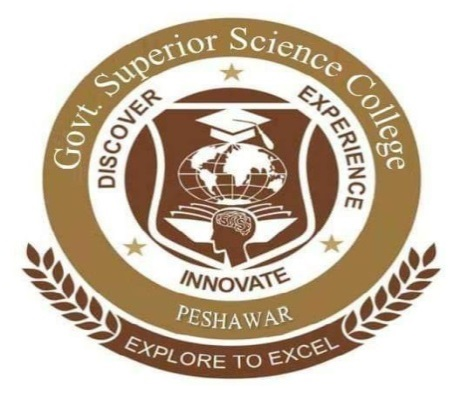 Govt. Superior Science College
DISCOVER
EXPERIENCE
INNOVATE
PESHAWAR
EXPLORE TO EXCEL